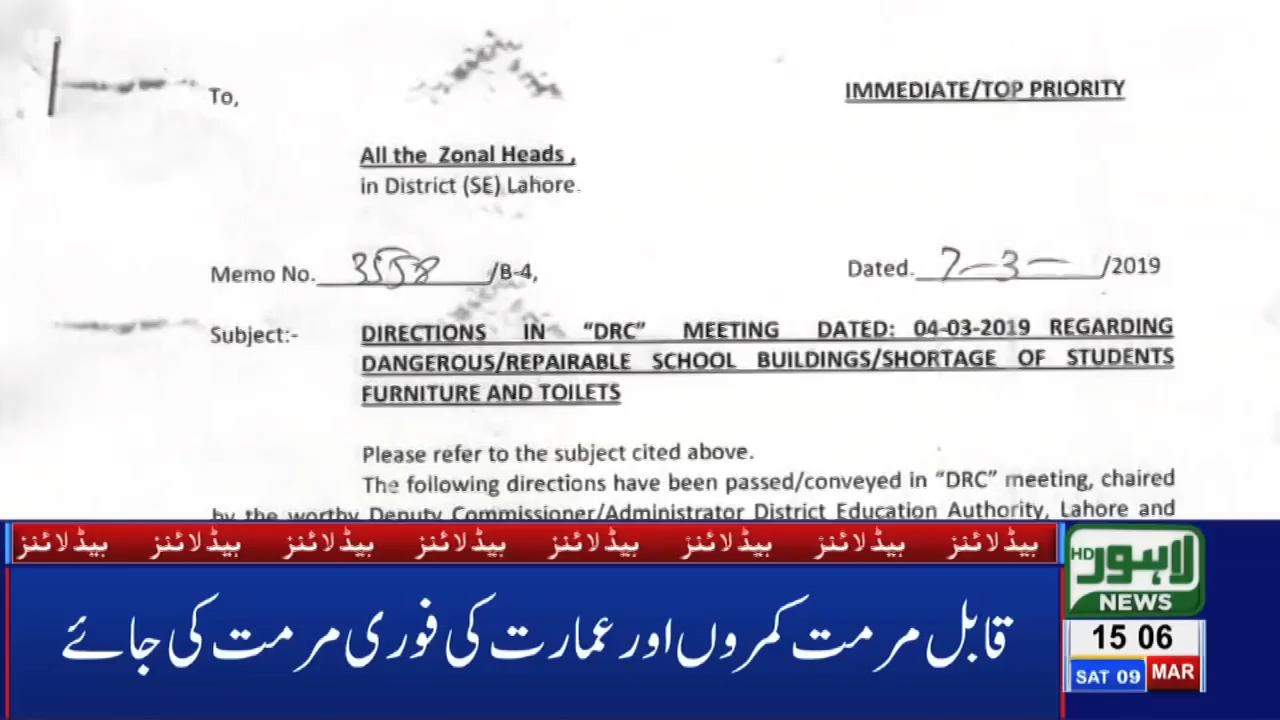 To,
IMMEDIATE/TOP PRIORITY
All the Zonal Heads ,
in District (SE) Lahore.
Memo No. 3558 /B-4,
Dated. 7-3- /2019
Subject:- DIRECTIONS IN “DRC” MEETING DATED: 04-03-2019 REGARDING
DANGEROUS/REPAIRABLE SCHOOL BUILDINGS/SHORTAGE OF STUDENTS
FURNITURE AND TOILETS
Please refer to the subject cited above.
The following directions have been passed/conveyed in “DRC” meeting, chaired
by the worthy Deputy Commissioner/Administrator District Education Authority, Lahore and
ہیڈلائنز ہیڈلائنز ہیڈلائنز ہیڈلائنز ہیڈلائنز ہیڈلائنز ہیڈلائنز ہیڈلائنز
قابل مرمت کمروں اور عمارت کی فوری مرمت کی جائے
HD لاہور
NEWS
15 06
SAT 09 MAR